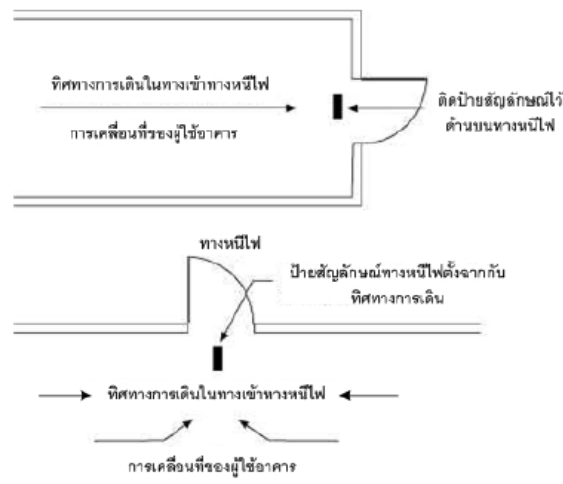 ทิศทางการเดินในทางเข้าทางหนีไฟ
การเคลื่อนที่ของผู้ใช้อาคาร
ติดป้ายสัญลักษณ์ไว้
ด้านบนทางหนีไฟ
ทางหนีไฟ
ป้ายสัญลักษณ์ทางหนีไฟตั้งฉากกับ
ทิศทางการเดิน
ทิศทางการเดินในทางเข้าทางหนีไฟ
การเคลื่อนที่ของผู้ใช้อาคาร